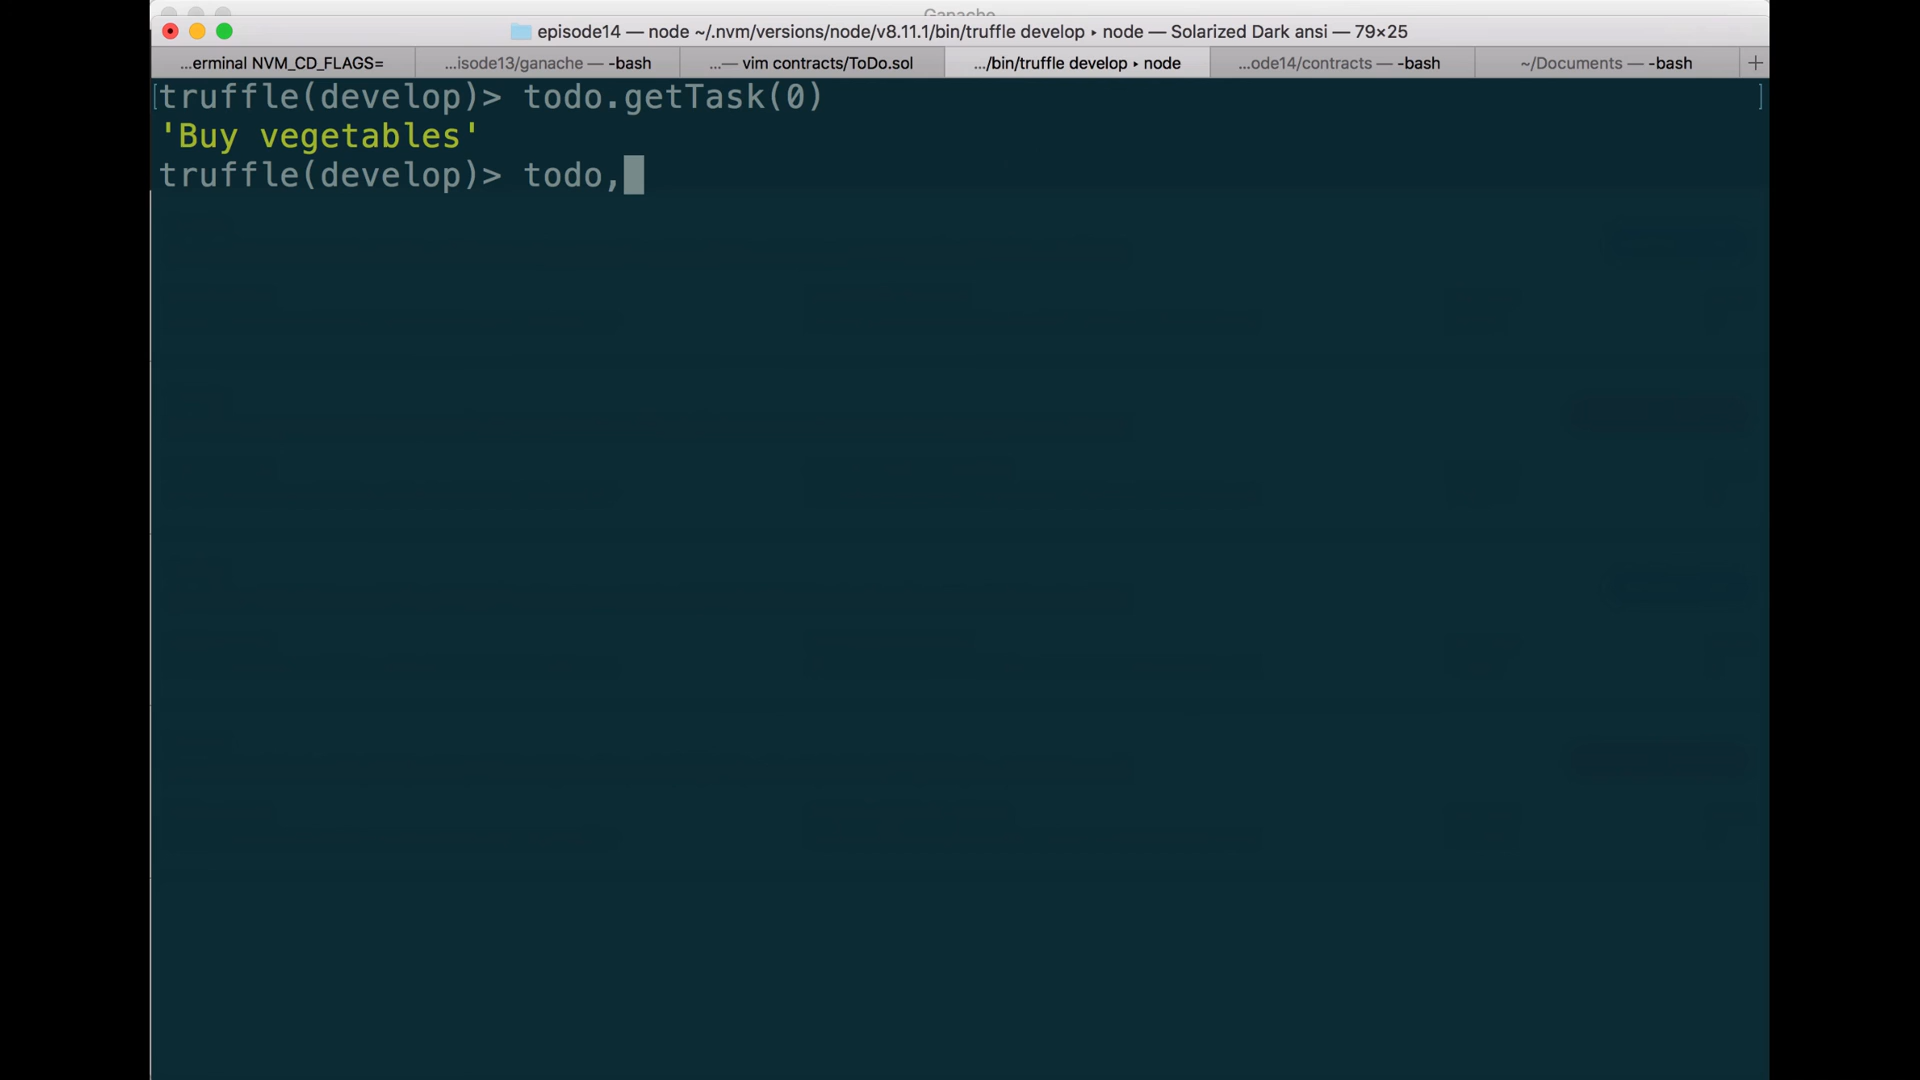 Ganache
episode14 — node ~/.nvm/versions/node/v8.11.1/bin/truffle develop ▸ node — Solarized Dark ansi — 79×25
...erminal NVM_CD_FLAGS=
...isode13/ganache — -bash
...— vim contracts/ToDo.sol
.../bin/truffle develop ▸ node
...ode14/contracts — -bash
~/Documents — -bash
[truffle(develop)> todo.getTask(0)]
'Buy vegetables'
truffle(develop)> todo,